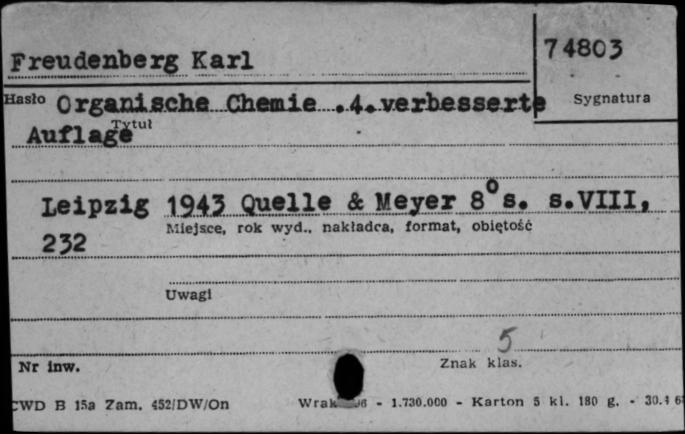 Freudenberg Karl
74803
Hasło Organische Chemie .4.verbesserte
Sygnatura
Auflage
Tytuł
Leipzig 1943 Quelle & Meyer 8° s. s.VIII,
Miejsce, rok wyd., nakładca, format, objętość
232
Uwagi
5
Nr inw.
Znak klas.
CWD B 15a Zam. 452/DW/On
- 1.730.000 - Karton 5 kl. 180 g. - 30.4